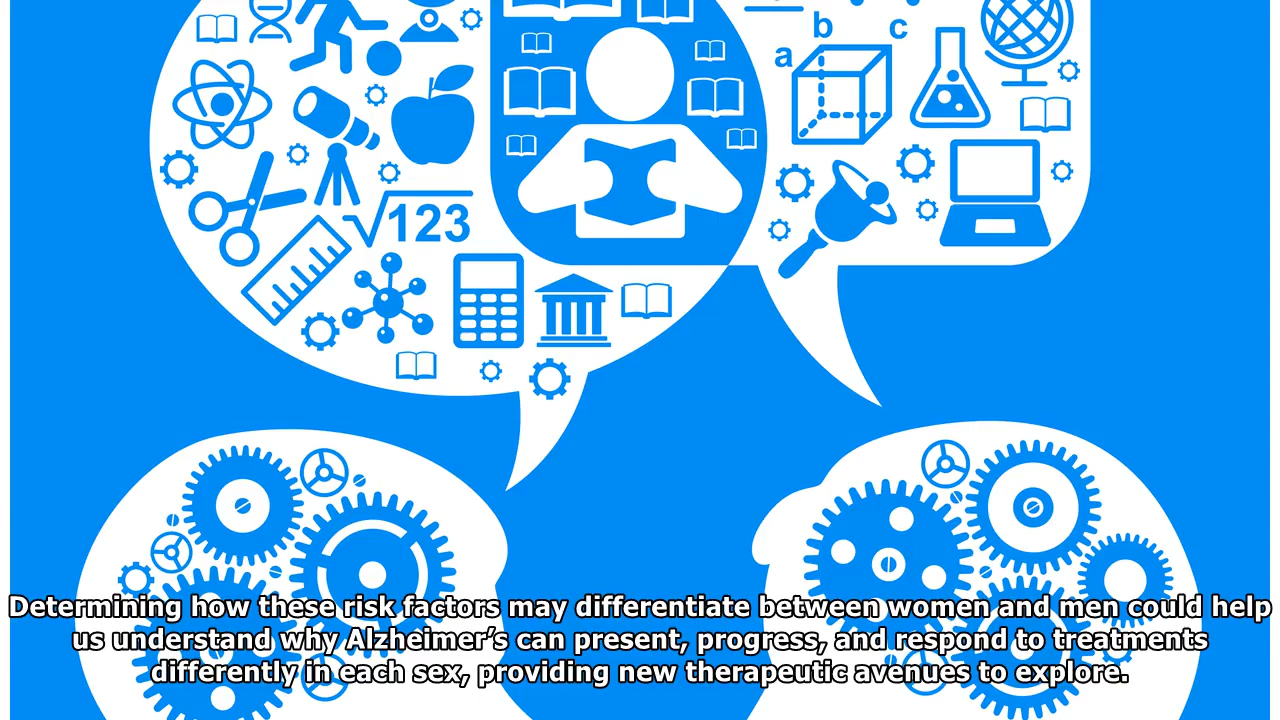 b
c
a
√123
Determining how these risk factors may differentiate between women and men could help
us understand why Alzheimer’s can present, progress, and respond to treatments
differently in each sex, providing new therapeutic avenues to explore.